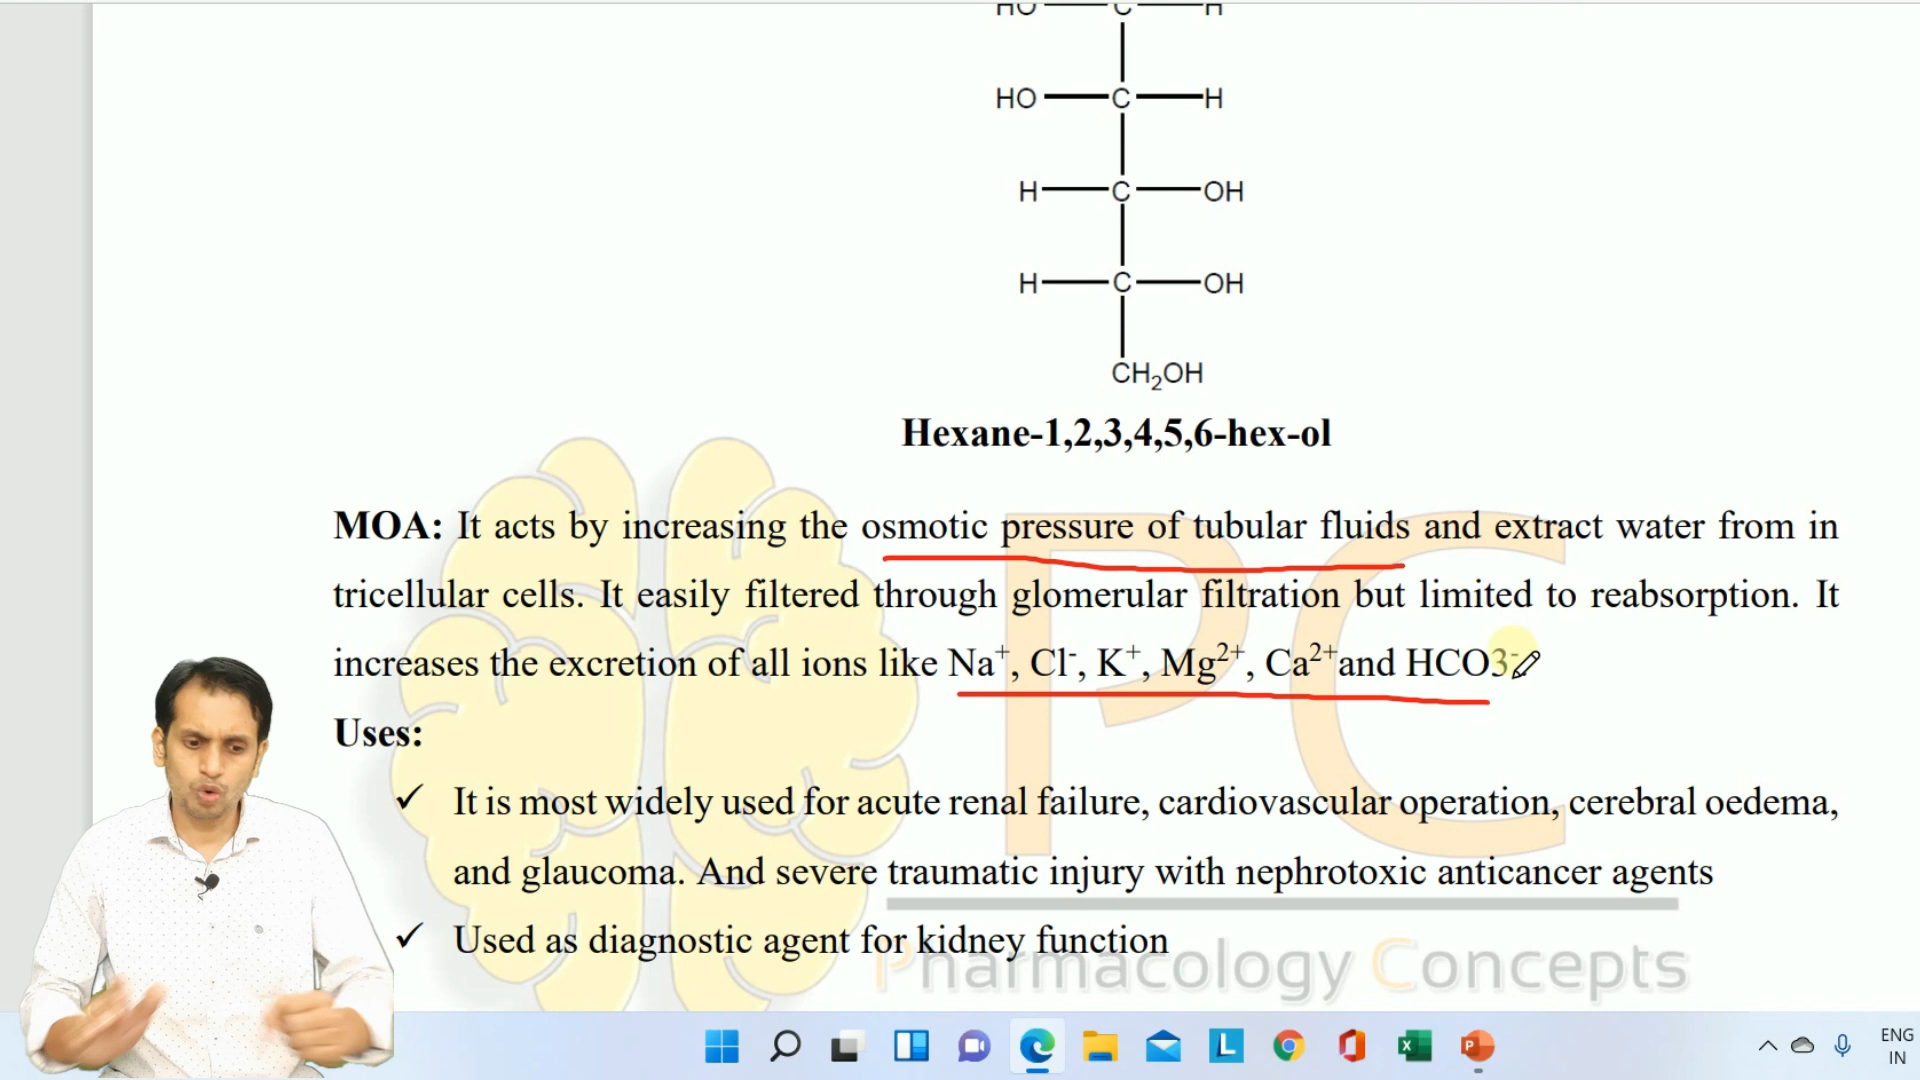 HO C H
HO C H
H C OH
H C OH
CH₂OH
Hexane-1,2,3,4,5,6-hex-ol
MOA: It acts by increasing the osmotic pressure of tubular fluids and extract water from in
tricellular cells. It easily filtered through glomerular filtration but limited to reabsorption. It
increases the excretion of all ions like Na⁺, Cl⁻, K⁺, Mg²⁺, Ca²⁺and HCO3⁻
Uses:
✓ It is most widely used for acute renal failure, cardiovascular operation, cerebral oedema,
and glaucoma. And severe traumatic injury with nephrotoxic anticancer agents
✓ Used as diagnostic agent for kidney function
PC
Pharmacology Concepts
L
X
P
ENG
IN